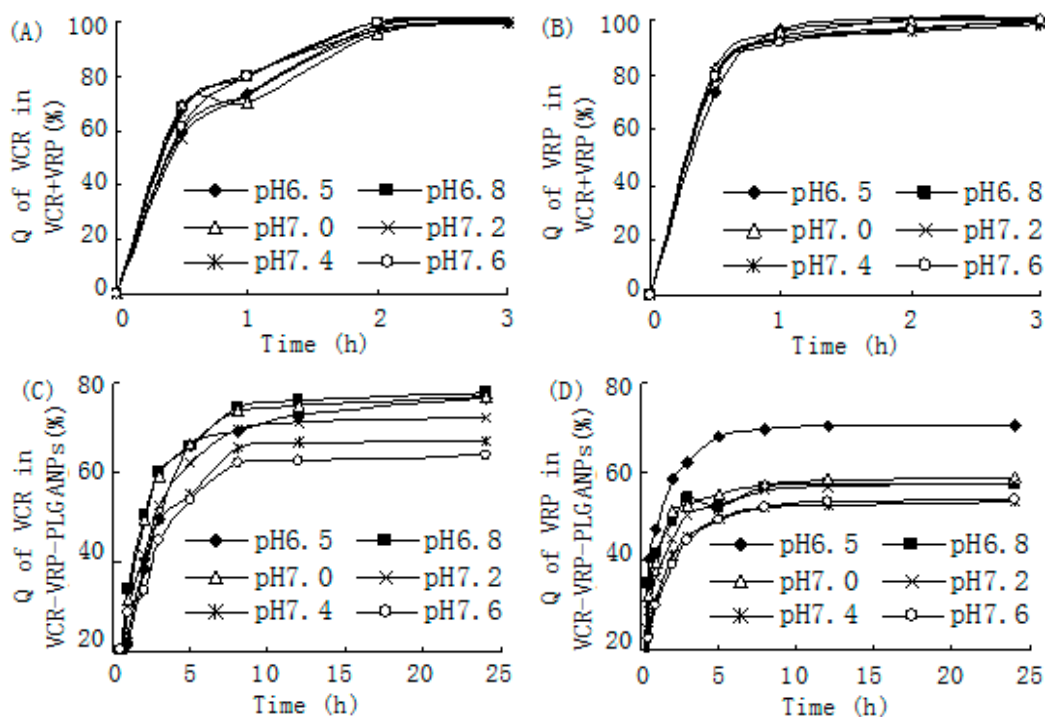 (A)
Q of VCR in
VCR+VRP(%)
100
80
60
40
20
0
pH6.5 pH6.8
pH7.0 pH7.2
pH7.4 pH7.6
0 1 2 3
Time (h)
(B)
Q of VRP in
VCR+VRP(%)
100
80
60
40
20
0
pH6.5 pH6.8
pH7.0 pH7.2
pH7.4 pH7.6
0 1 2 3
Time (h)
(C)
Q of VCR in
VCR-VRP-PLGANPs(%)
80
60
40
20
pH6.5 pH6.8
pH7.0 pH7.2
pH7.4 pH7.6
0 5 10 15 20 25
Time (h)
(D)
Q of VRP in
VCR-VRP-PLGANPs(%)
80
60
40
20
pH6.5 pH6.8
pH7.0 pH7.2
pH7.4 pH7.6
0 5 10 15 20 25
Time (h)